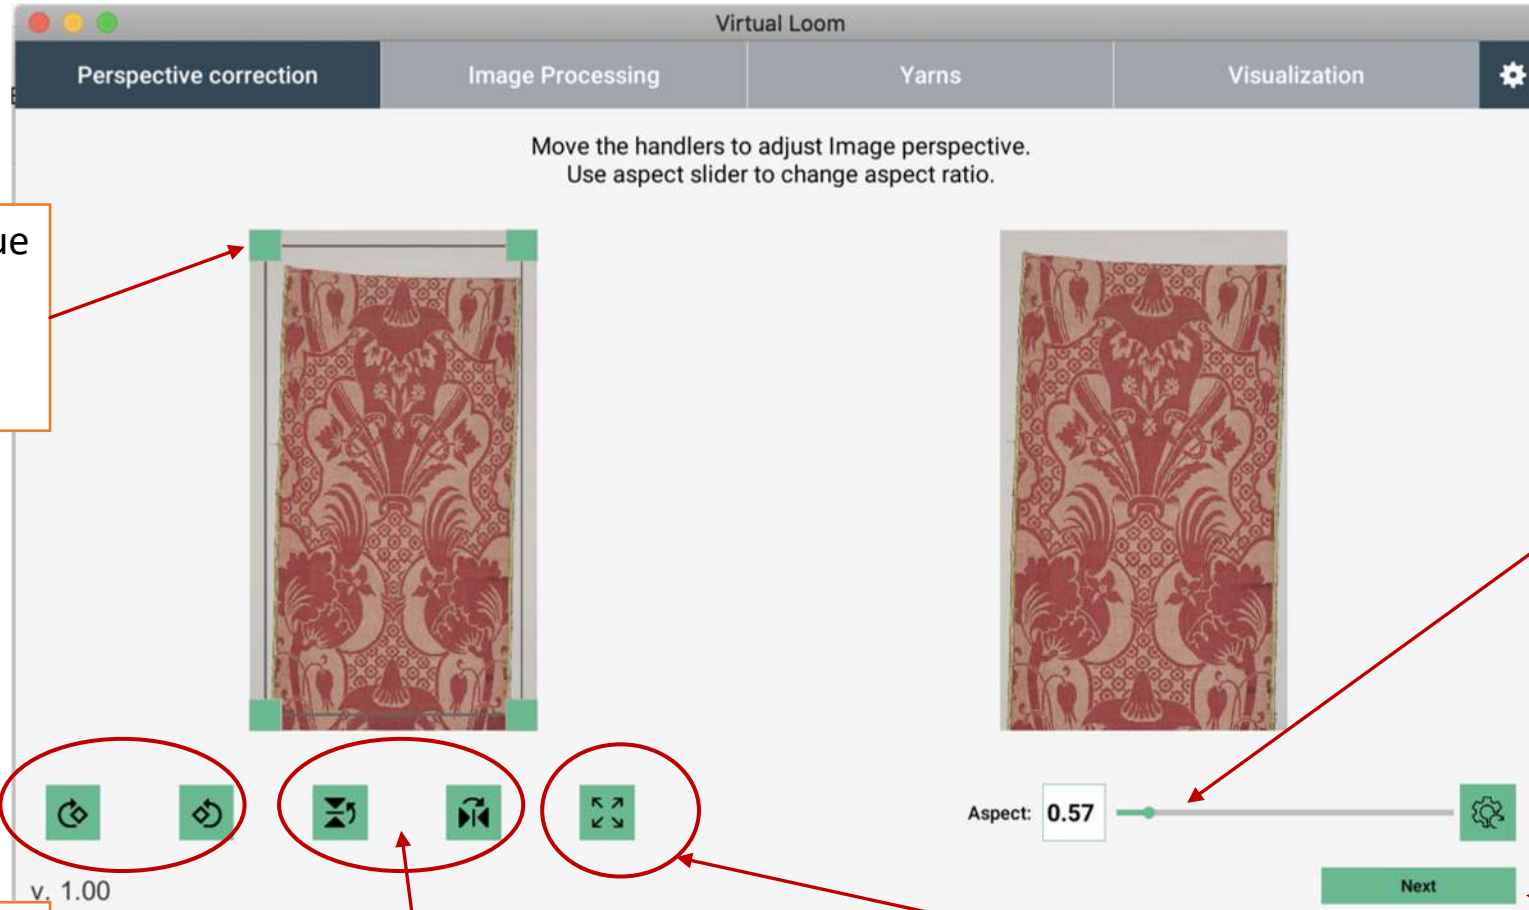 Virtual Loom
Perspective correction
Image Processing
Yarns
Visualization
Move the handlers to adjust Image perspective.
Use aspect slider to change aspect ratio.
Aspect: 0.57
v. 1.00
Next